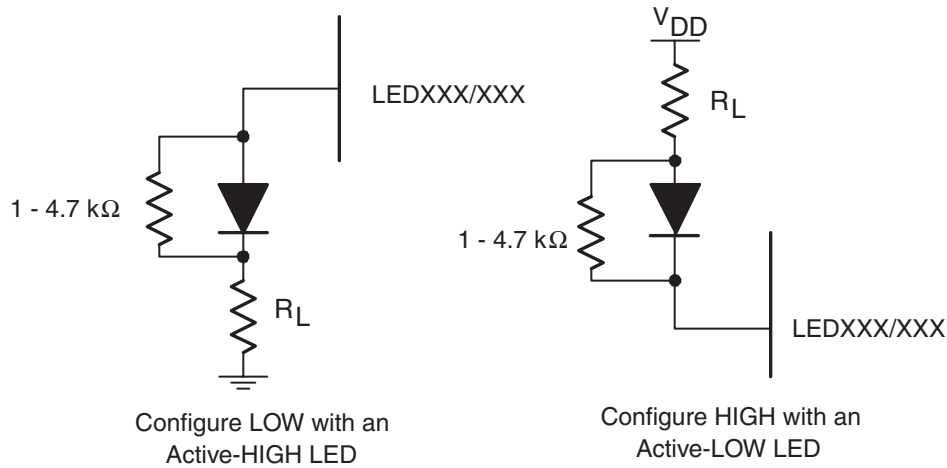 LEDXXX/XXX
1 - 4.7 kΩ
RL
Configure LOW with an
Active-HIGH LED
VDD
RL
1 - 4.7 kΩ
LEDXXX/XXX
Configure HIGH with an
Active-LOW LED